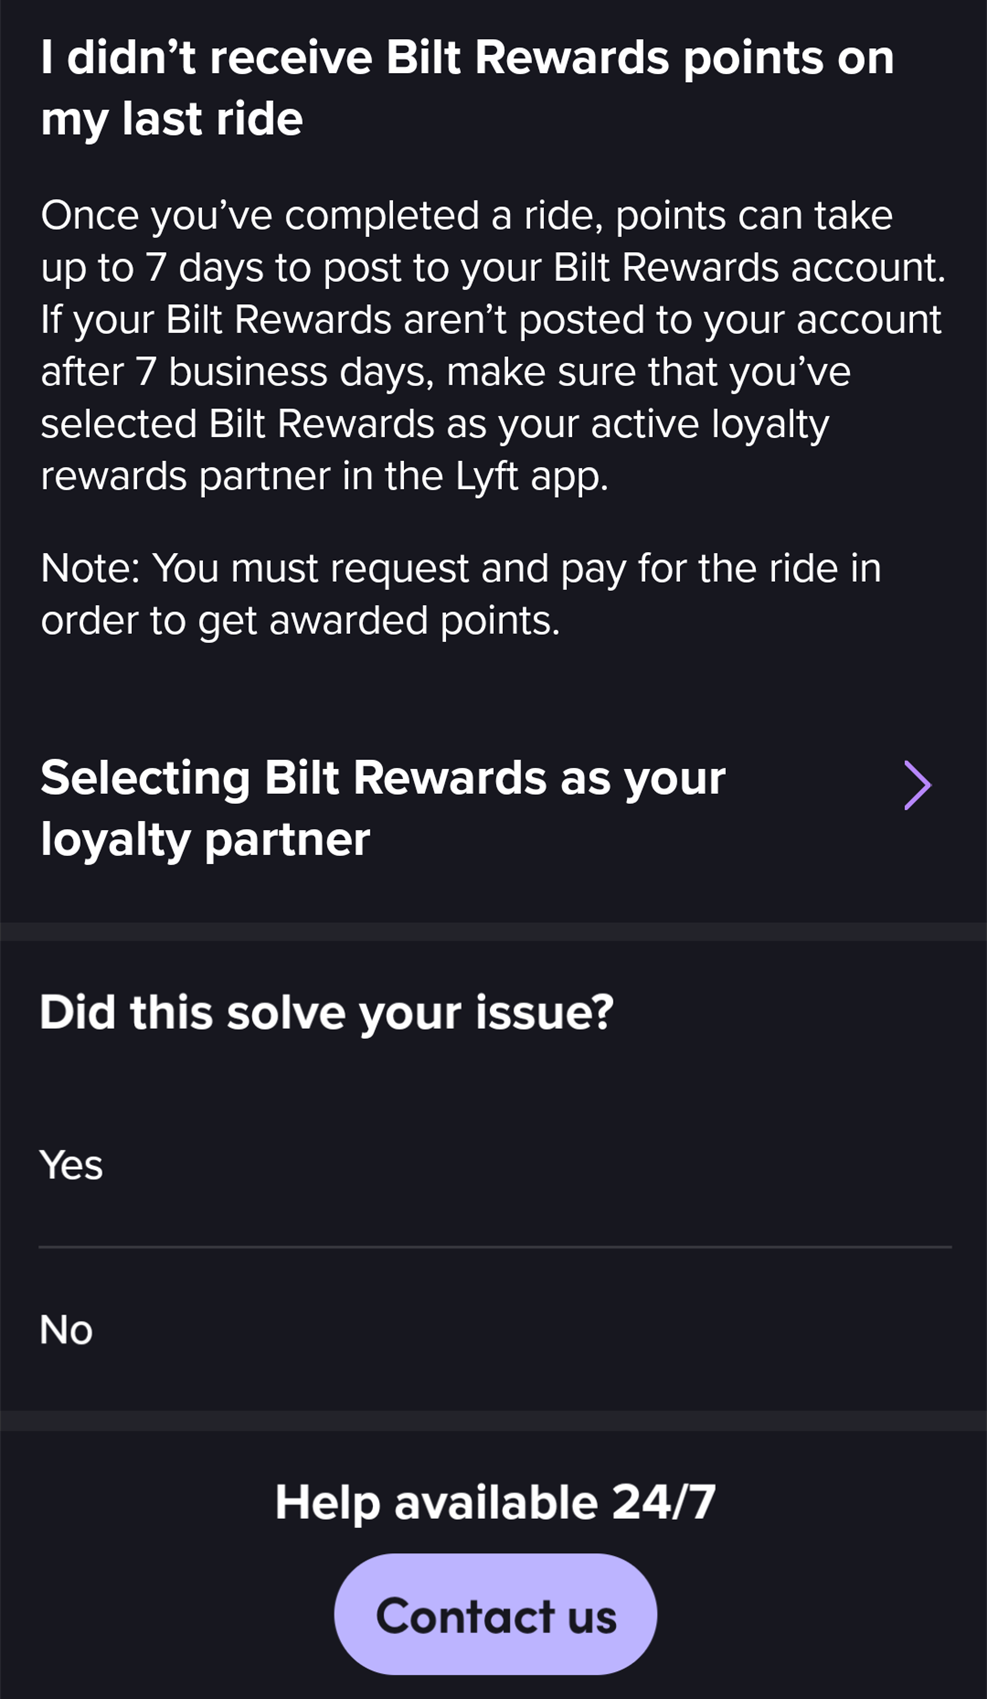 I didn’t receive Bilt Rewards points on
my last ride
Once you’ve completed a ride, points can take
up to 7 days to post to your Bilt Rewards account.
If your Bilt Rewards aren’t posted to your account
after 7 business days, make sure that you’ve
selected Bilt Rewards as your active loyalty
rewards partner in the Lyft app.
Note: You must request and pay for the ride in
order to get awarded points.
Selecting Bilt Rewards as your
loyalty partner
Did this solve your issue?
Yes
No
Help available 24/7
Contact us